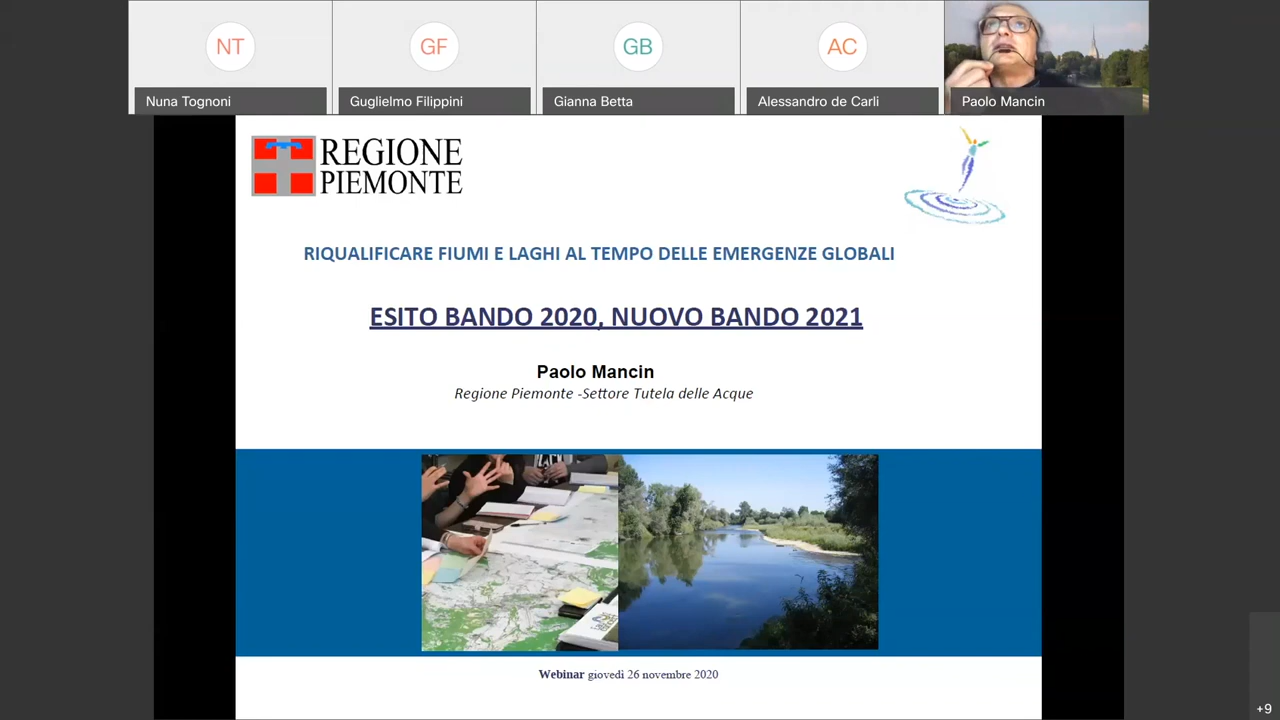 NT
GF
GB
AC
Nuna Tognoni
Guglielmo Filippini
Gianna Betta
Alessandro de Carli
Paolo Mancin
REGIONE
PIEMONTE
RIQUALIFICARE FIUMI E LAGHI AL TEMPO DELLE EMERGENZE GLOBALI
ESITO BANDO 2020, NUOVO BANDO 2021
Paolo Mancin
Regione Piemonte -Settore Tutela delle Acque
Webinar giovedì 26 novembre 2020
+9